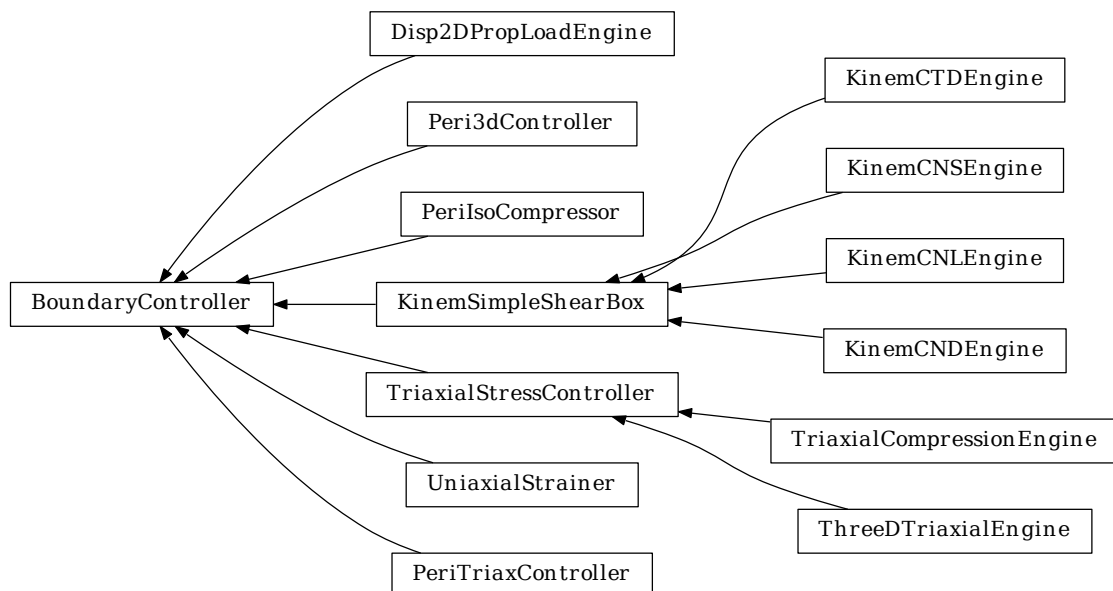 Disp2DPropLoadEngine
KinemCTDEngine
Peri3dController
KinemCNSEngine
PeriIsoCompressor
KinemCNLEngine
BoundaryController
KinemSimpleShearBox
KinemCNDEngine
TriaxialStressController
TriaxialCompressionEngine
UniaxialStrainer
ThreeDTriaxialEngine
PeriTriaxController